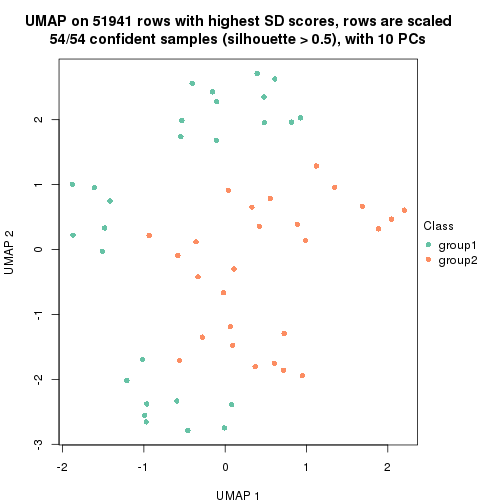 UMAP on 51941 rows with highest SD scores, rows are scaled
54/54 confident samples (silhouette > 0.5), with 10 PCs
2
1
0
-1
-2
-3
UMAP 2
-2
-1
0
1
2
UMAP 1
Class
group1
group2